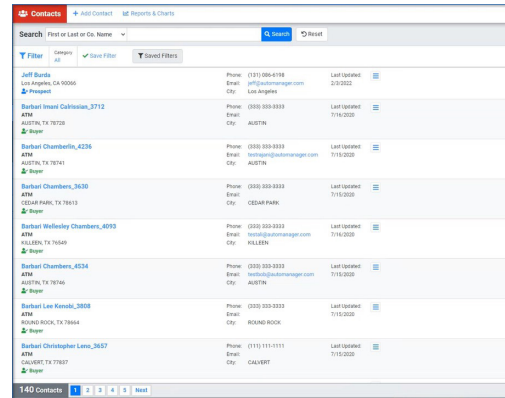 Contacts + Add Contact Reports & Charts
Search First or Last or Co. Name Search Reset
Filter Category All Save Filter Saved Filters
Jeff Burda Phone: (131) 086-6198 Last Updated:
Los Angeles, CA 90066 Email: jeff@automanager.com 2/3/2022
Prospect City: Los Angeles
Barbari Imani Calrissian_3712 Phone: (333) 333-3333 Last Updated:
ATM Email: 7/16/2020
AUSTIN, TX 78728 City: AUSTIN
Buyer
Barbari Chamberlin_4236 Phone: (333) 333-3333 Last Updated:
ATM Email: testrajani@automanager.com 7/15/2020
AUSTIN, TX 78741 City: AUSTIN
Buyer
Barbari Chambers_3630 Phone: (333) 333-3333 Last Updated:
ATM Email: 7/15/2020
CEDAR PARK, TX 78613 City: CEDAR PARK
Buyer
Barbari Wellesley Chambers_4093 Phone: (333) 333-3333 Last Updated:
ATM Email: testali@automanager.com 7/16/2020
KILLEEN, TX 76549 City: KILLEEN
Buyer
Barbari Chambers_4534 Phone: (333) 333-3333 Last Updated:
ATM Email: testbob@automanager.com 7/15/2020
AUSTIN, TX 78746 City: AUSTIN
Buyer
Barbari Lee Kenobi_3808 Phone: (333) 333-3333 Last Updated:
ATM Email: 7/15/2020
ROUND ROCK, TX 78664 City: ROUND ROCK
Buyer
Barbari Christopher Leno_3657 Phone: (111) 111-1111 Last Updated:
ATM Email: 7/15/2020
CALVERT, TX 77837 City: CALVERT
Buyer
140 Contacts 1 2 3 4 5 Next